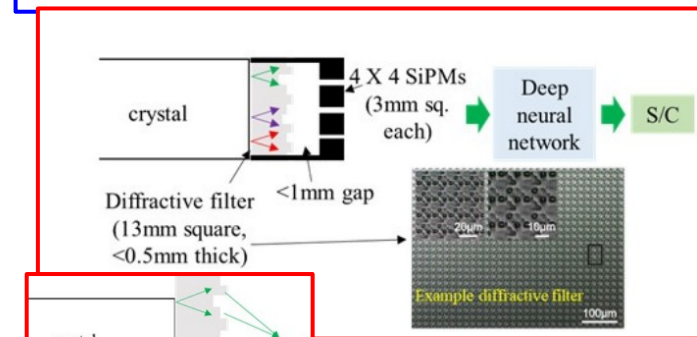 crystal
4 X 4 SiPMs
(3mm sq.
each)
Deep
neural
network
S/C
Diffractive filter
(13mm square,
<0.5mm thick)
<1mm gap
20μm
10μm
Example diffractive filter
100μm